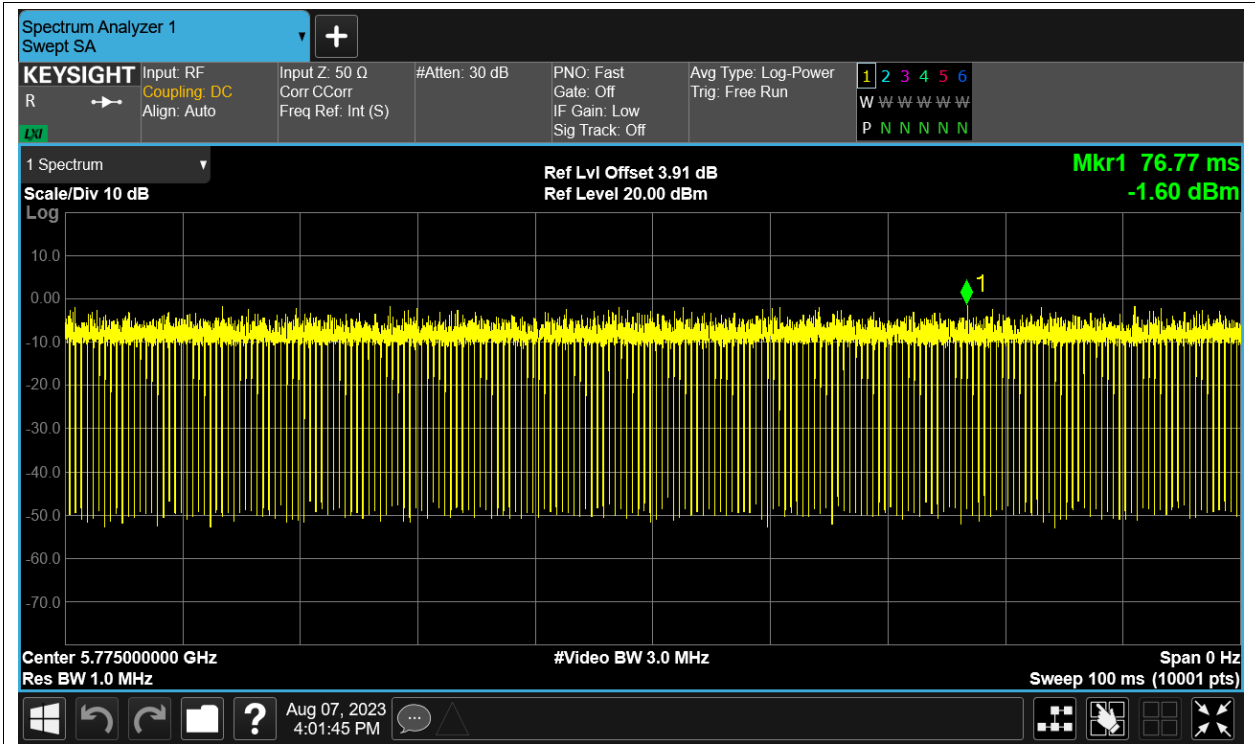 Spectrum Analyzer 1
Swept SA
+
KEYSIGHT Input: RF Input Z: 50 Ω #Atten: 30 dB PNO: Fast Avg Type: Log-Power 1 2 3 4 5 6
R Coupling: DC Corr CCorr Gate: Off Trig: Free Run W W W W W W
Align: Auto Freq Ref: Int (S) IF Gain: Low
LXI Sig Track: Off P N N N N N
1 Spectrum Ref Lvl Offset 3.91 dB Mkr1 76.77 ms
Scale/Div 10 dB Ref Level 20.00 dBm -1.60 dBm
Log
1
10.0
0.00
-10.0
-20.0
-30.0
-40.0
-50.0
-60.0
-70.0
Center 5.775000000 GHz #Video BW 3.0 MHz Span 0 Hz
Res BW 1.0 MHz Sweep 100 ms (10001 pts)
? Aug 07, 2023
4:01:45 PM